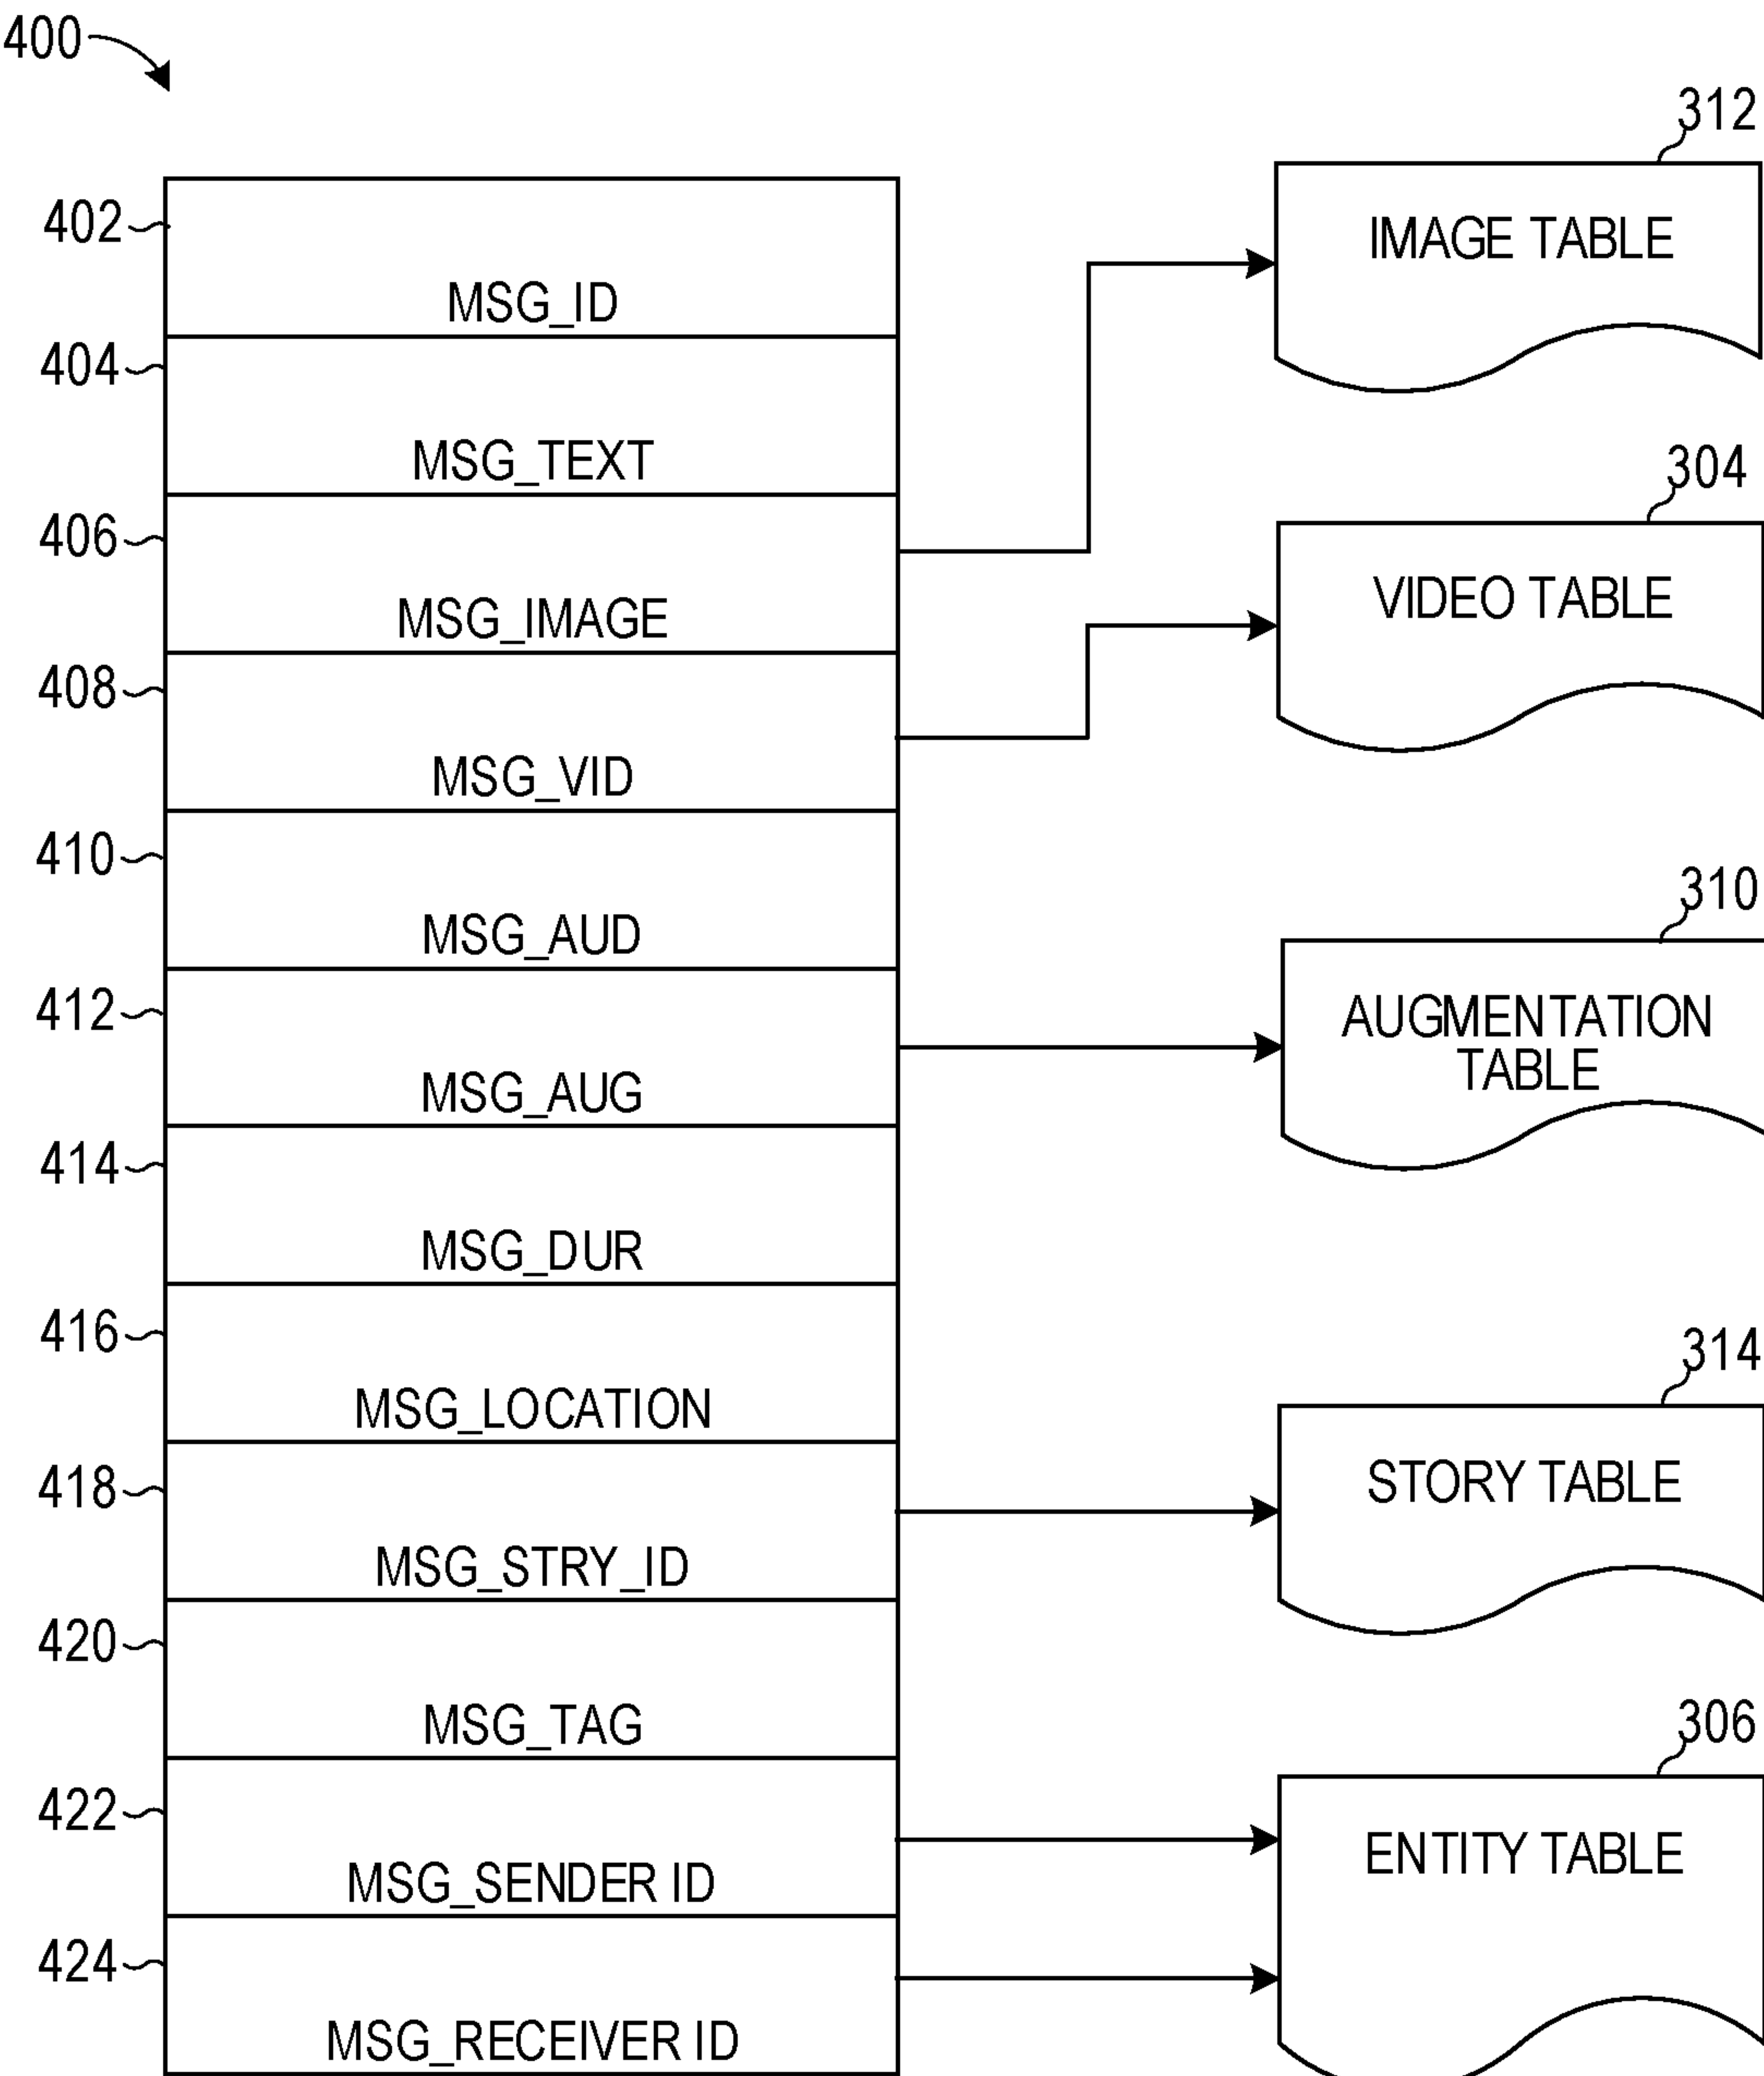 400
402
MSG_ID
404
MSG_TEXT
406
MSG_IMAGE
408
MSG_VID
410
MSG_AUD
412
MSG_AUG
414
MSG_DUR
416
MSG_LOCATION
418
MSG_STRY_ID
420
MSG_TAG
422
MSG_SENDER ID
424
MSG_RECEIVER ID
312
IMAGE TABLE
304
VIDEO TABLE
310
AUGMENTATION
TABLE
314
STORY TABLE
306
ENTITY TABLE